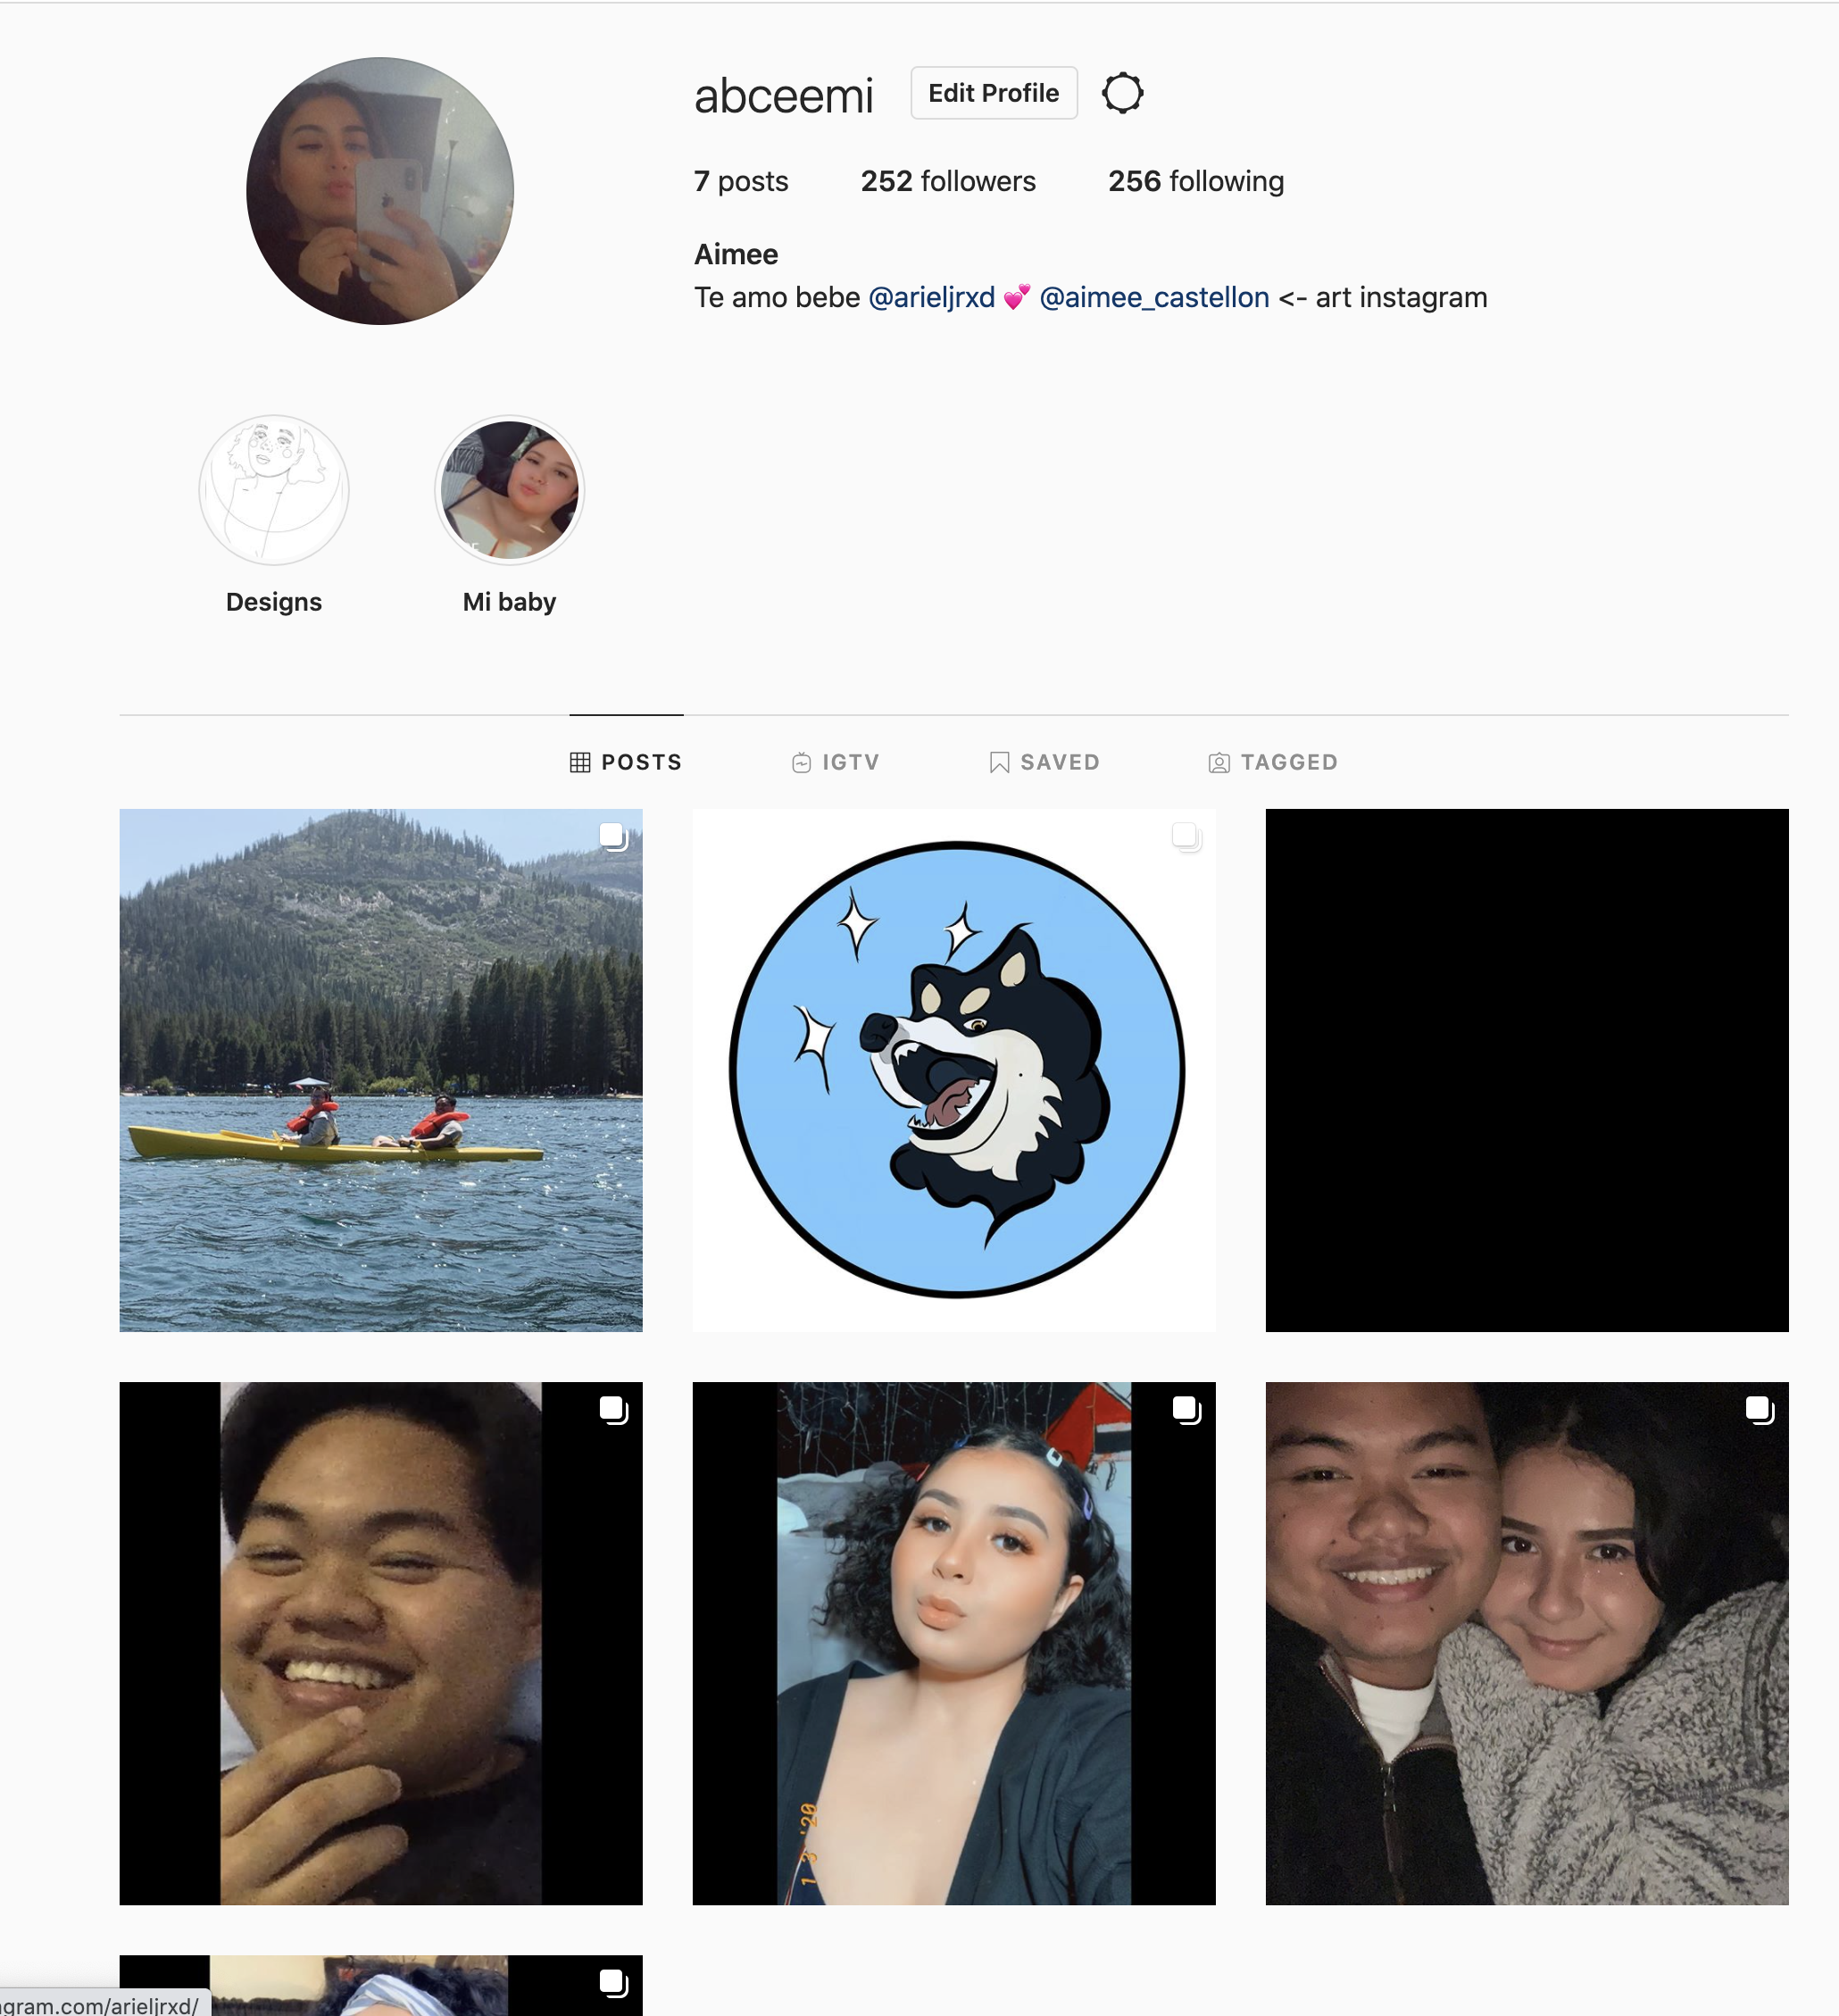 abceemi Edit Profile
7 posts 252 followers 256 following
Aimee
Te amo bebe @arieljrxd 💕 @aimee_castellon <- art instagram
Designs Mi baby
POSTS IGTV SAVED TAGGED
1 3 '20
gram.com/arieljrxd/